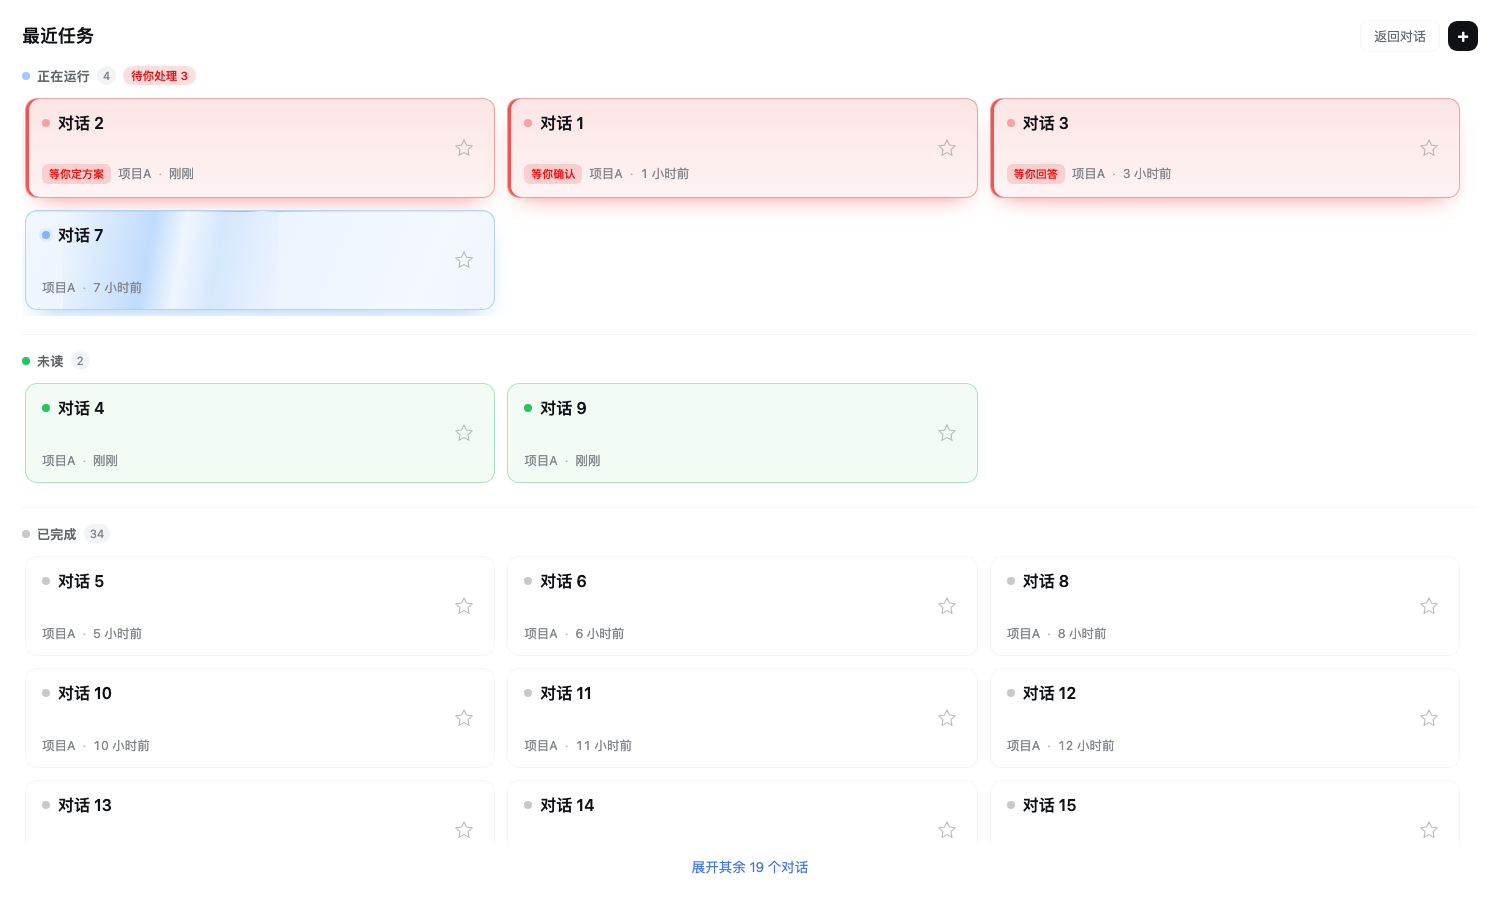 最近任务
返回对话
+
正在运行 4 待你处理 3
对话 2
等你定方案 项目A · 刚刚
对话 1
等你确认 项目A · 1 小时前
对话 3
等你回答 项目A · 3 小时前
对话 7
项目A · 7 小时前
未读 2
对话 4
项目A · 刚刚
对话 9
项目A · 刚刚
已完成 34
对话 5
项目A · 5 小时前
对话 6
项目A · 6 小时前
对话 8
项目A · 8 小时前
对话 10
项目A · 10 小时前
对话 11
项目A · 11 小时前
对话 12
项目A · 12 小时前
对话 13
对话 14
对话 15
展开其余 19 个对话